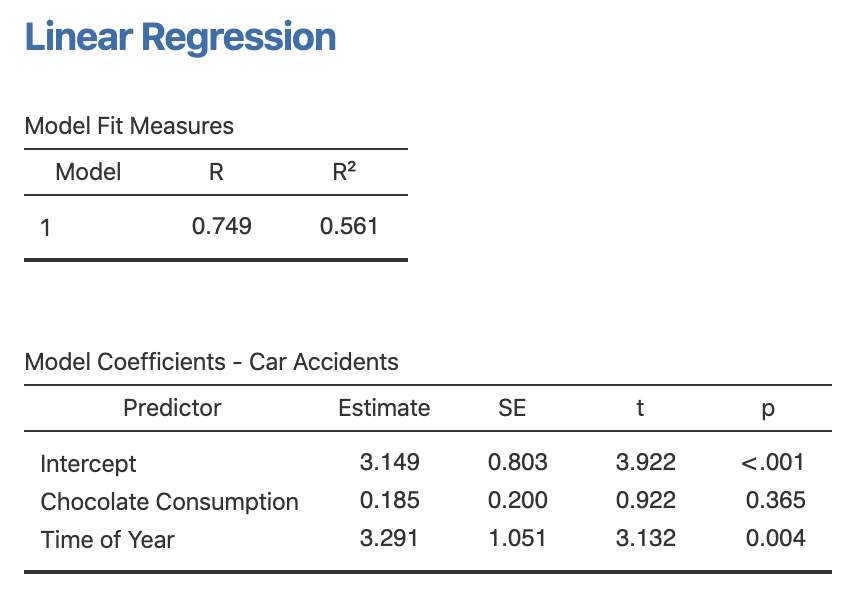 Linear Regression
Model Fit Measures
Model R R²
1 0.749 0.561
Model Coefficients - Car Accidents
Predictor Estimate SE t p
Intercept 3.149 0.803 3.922 <.001
Chocolate Consumption 0.185 0.200 0.922 0.365
Time of Year 3.291 1.051 3.132 0.004